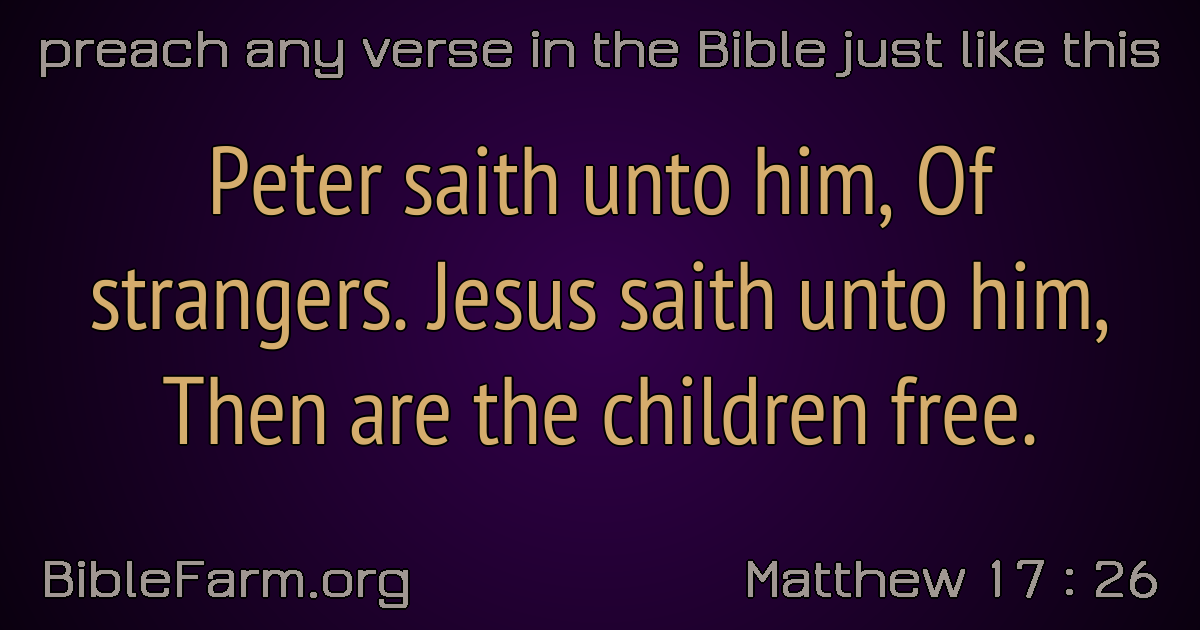 preach any verse in the Bible just like this
Peter saith unto him, Of
strangers. Jesus saith unto him,
Then are the children free.
BibleFarm.org
Matthew 17 : 26